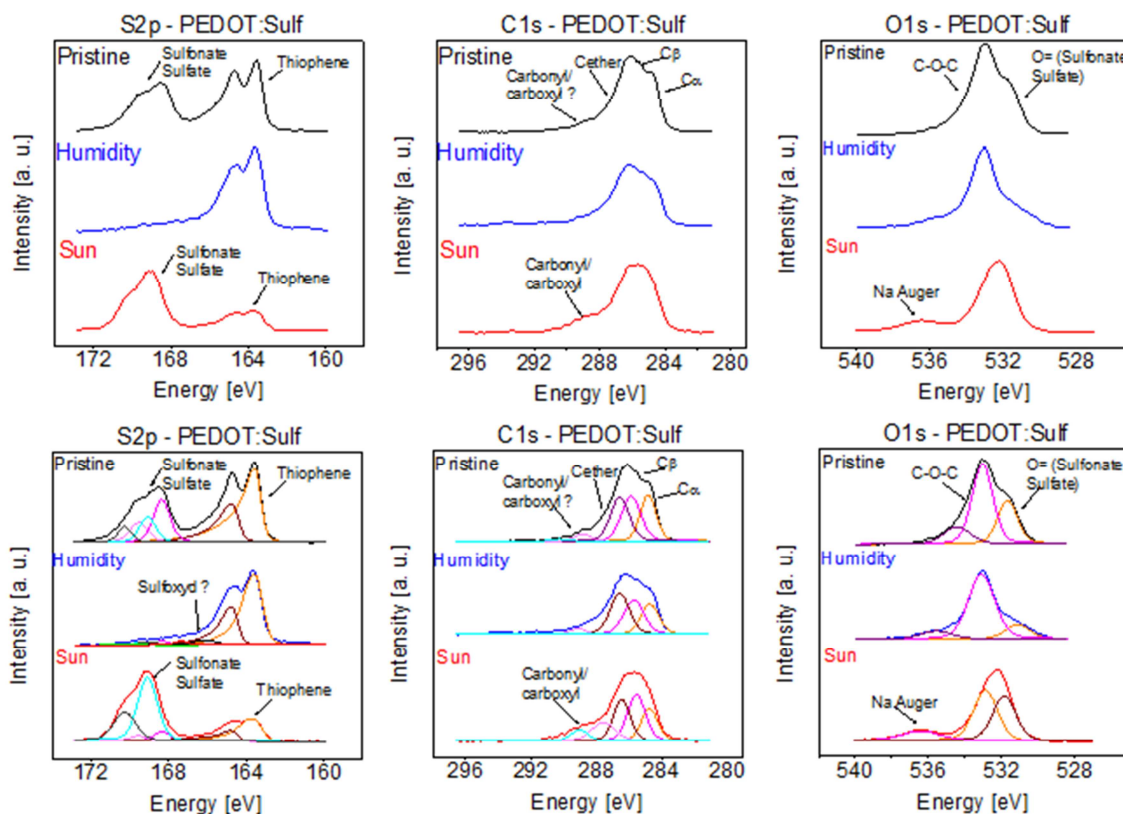 S2p - PEDOT:Sulf
Pristine
Sulfonate
Sulfate
Thiophene
Humidity
Sun
Sulfonate
Sulfate
Thiophene
Intensity [a. u.]
172 168 164 160
Energy [eV]
C1s - PEDOT:Sulf
Pristine
Cether
Cβ
Carbonyl/
carboxyl ?
Cα
Humidity
Sun
Carbonyl/
carboxyl
Intensity [a. u.]
296 292 288 284 280
Energy [eV]
O1s - PEDOT:Sulf
Pristine
C-O-C
O= (Sulfonate
Sulfate)
Humidity
Sun
Na Auger
Intensity [a. u.]
540 536 532 528
Energy [eV]
S2p - PEDOT:Sulf
Pristine
Sulfonate
Sulfate
Thiophene
Humidity
Sulfoxyd ?
Sun
Sulfonate
Sulfate
Thiophene
Intensity [a. u.]
172 168 164 160
Energy [eV]
C1s - PEDOT:Sulf
Pristine
Cether
Cβ
Carbonyl/
carboxyl ?
Cα
Humidity
Sun
Carbonyl/
carboxyl
Intensity [a. u.]
296 292 288 284 280
Energy [eV]
O1s - PEDOT:Sulf
Pristine
C-O-C
O= (Sulfonate
Sulfate)
Humidity
Sun
Na Auger
Intensity [a. u.]
540 536 532 528
Energy [eV]